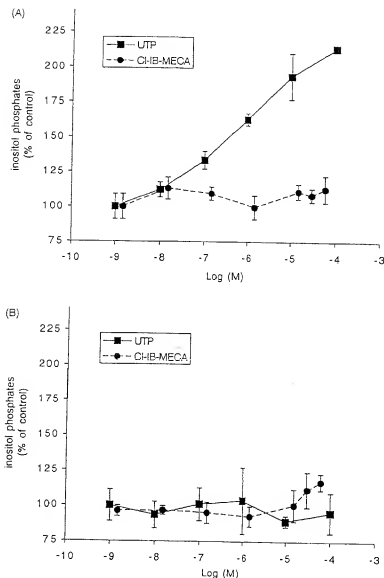 (A)
225
200
175
150
125
100
75
inositol phosphates
(% of control)
UTP
Cl-IB-MECA
-10 -9 -8 -7 -6 -5 -4 -3
Log (M)
(B)
225
200
175
150
125
100
75
inositol phosphates
(% of control)
UTP
Cl-IB-MECA
-10 -9 -8 -7 -6 -5 -4 -3
Log (M)